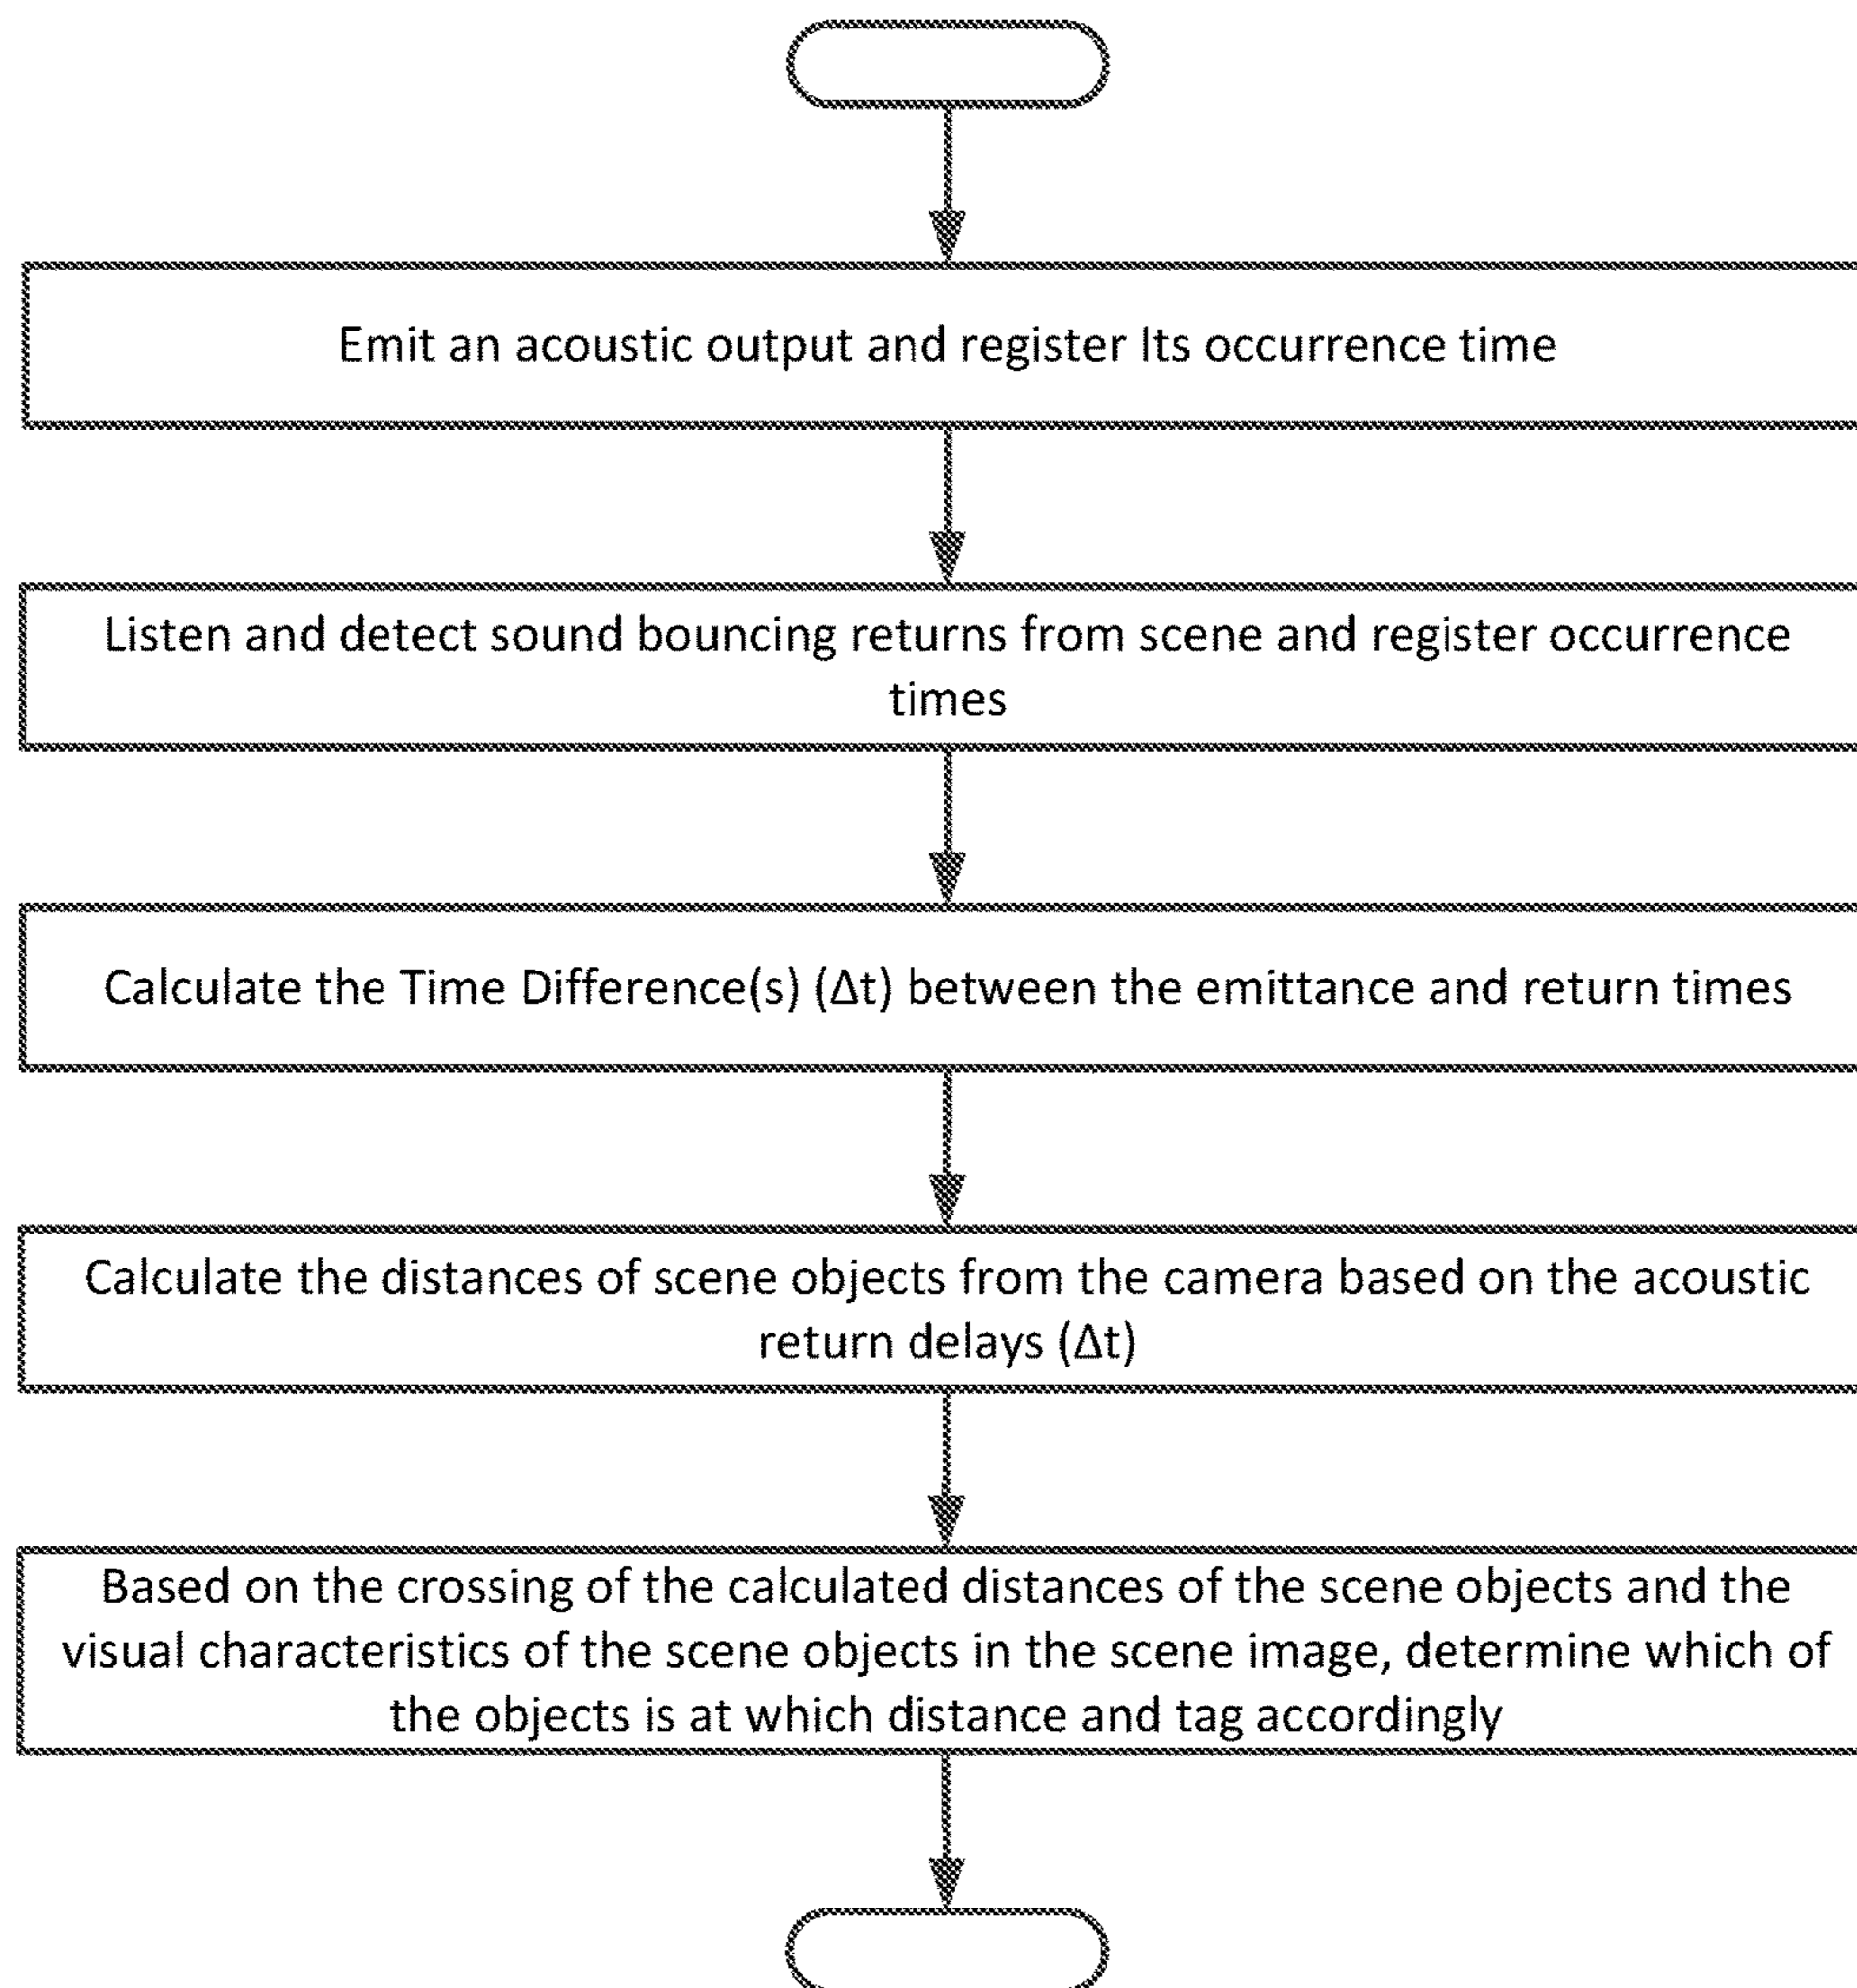 Emit an acoustic output and register Its occurrence time
Listen and detect sound bouncing returns from scene and register occurrence
times
Calculate the Time Difference(s) (Δt) between the emittance and return times
Calculate the distances of scene objects from the camera based on the acoustic
return delays (Δt)
Based on the crossing of the calculated distances of the scene objects and the
visual characteristics of the scene objects in the scene image, determine which of
the objects is at which distance and tag accordingly